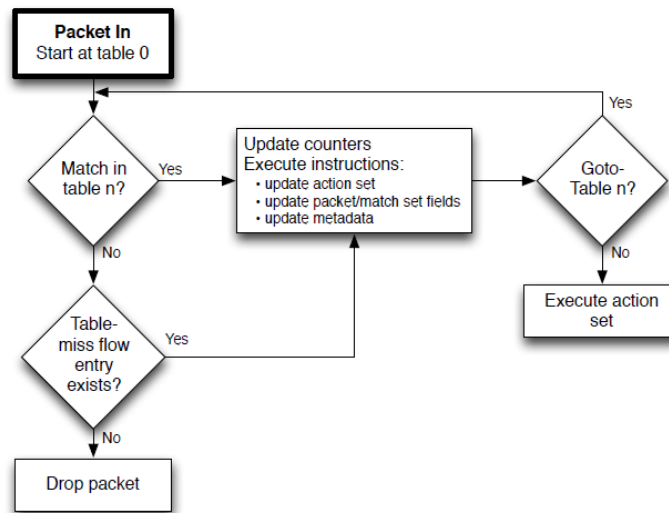 Packet In
Start at table 0
Yes
Match in
table n?
Yes
Update counters
Execute instructions:
• update action set
• update packet/match set fields
• update metadata
Goto-
Table n?
No
No
Execute action
set
Table-
miss flow
entry
exists?
Yes
No
Drop packet